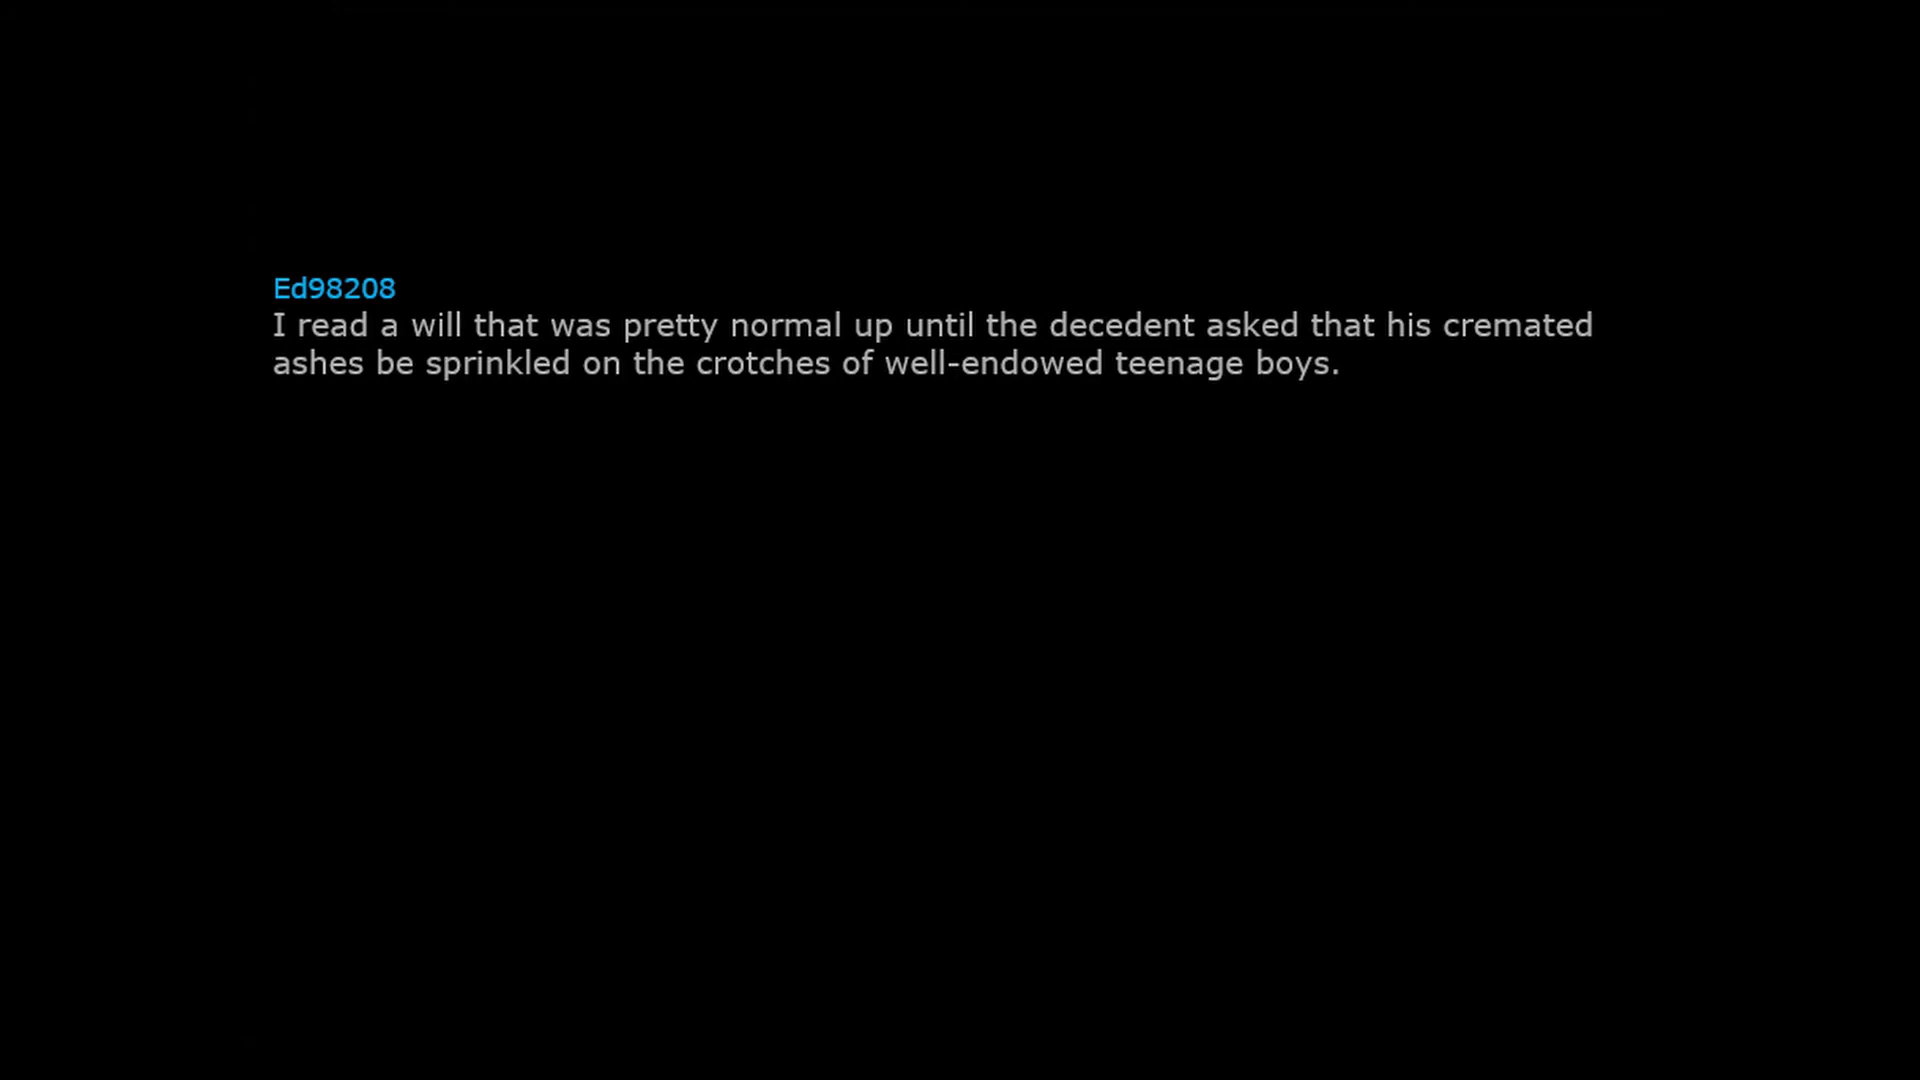 Ed98208
I read a will that was pretty normal up until the decedent asked that his cremated
ashes be sprinkled on the crotches of well-endowed teenage boys.